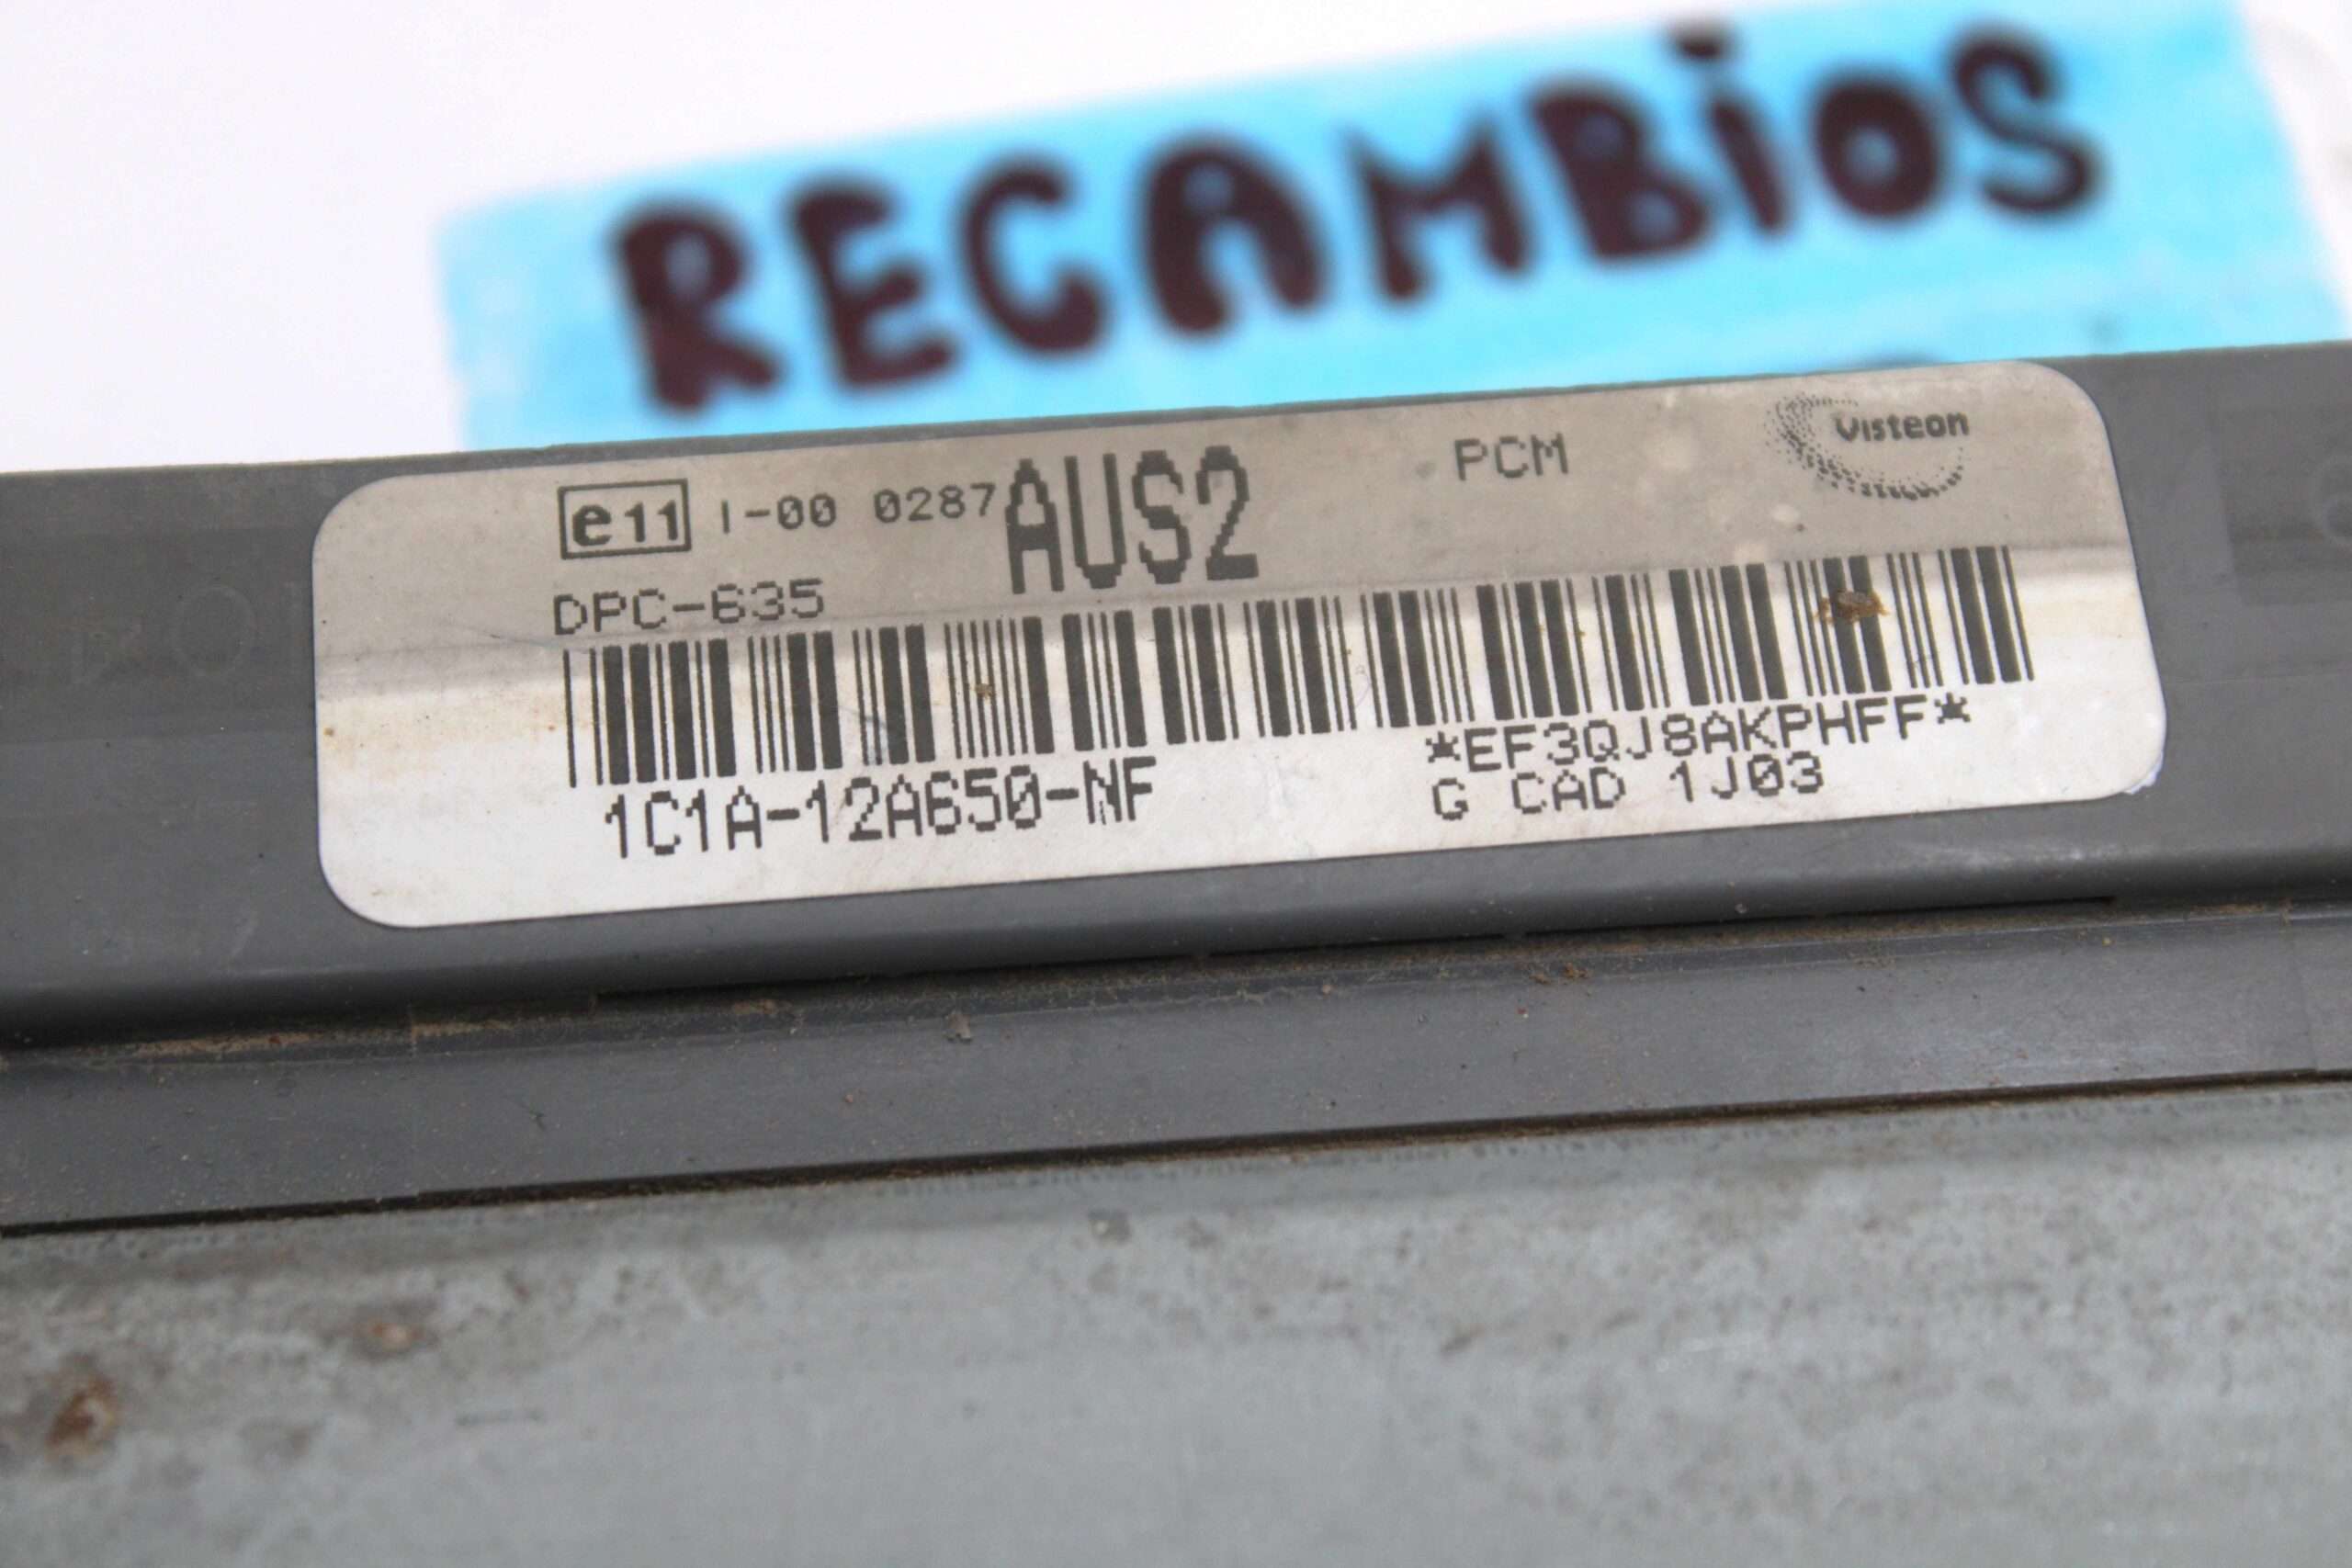 RECAMBiOS
e11 I-00 0287 AUS2 PCM Visteon
DPC-635
*EF3QJ8AKPHFF*
1C1A-12A650-NF G CAD 1J03